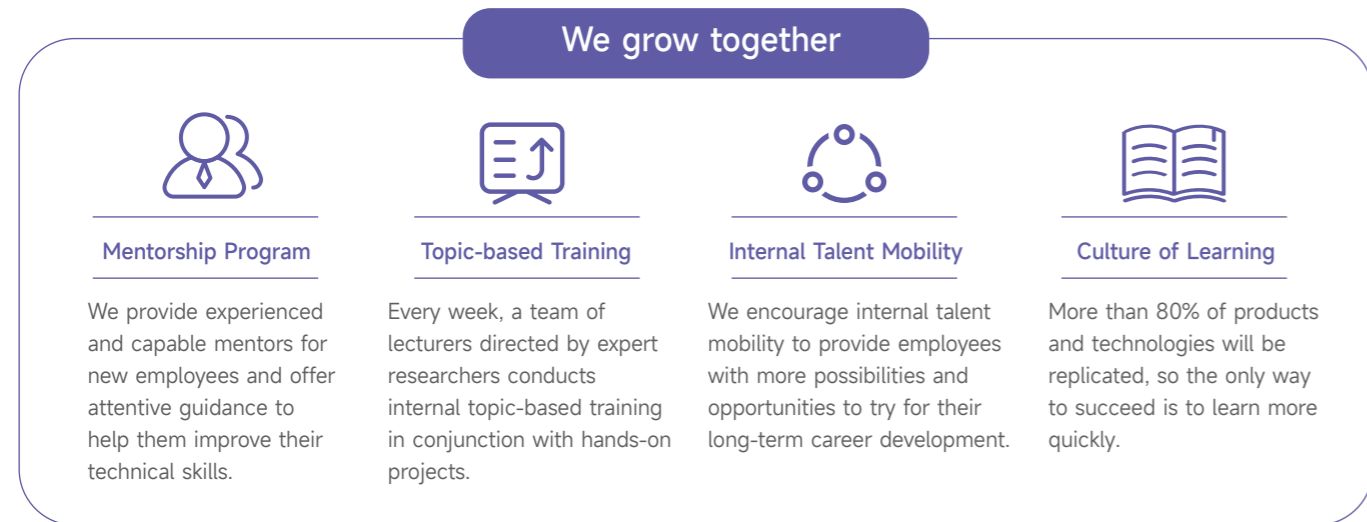 We grow together
Mentorship Program
We provide experienced
and capable mentors for
new employees and offer
attentive guidance to
help them improve their
technical skills.
Topic-based Training
Every week, a team of
lecturers directed by expert
researchers conducts
internal topic-based training
in conjunction with hands-on
projects.
Internal Talent Mobility
We encourage internal talent
mobility to provide employees
with more possibilities and
opportunities to try for their
long-term career development.
Culture of Learning
More than 80% of products
and technologies will be
replicated, so the only way
to succeed is to learn more
quickly.